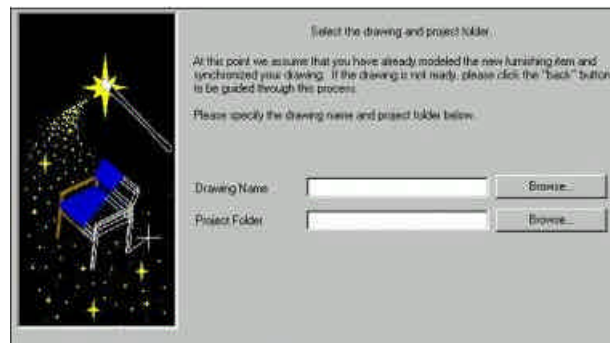 Select the drawing and project folder.
At this point we assume that you have already modeled the new furnishing item and
synchronized your drawing. If the drawing is not ready, please click the "back" button
to be guided through this process.
Please specify the drawing name and project folder below.
Drawing Name
Browse...
Project Folder
Browse...